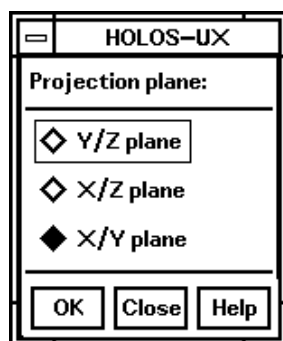 HOLOS-UX
Projection plane:
Y/Z plane
X/Z plane
X/Y plane
OK Close Help